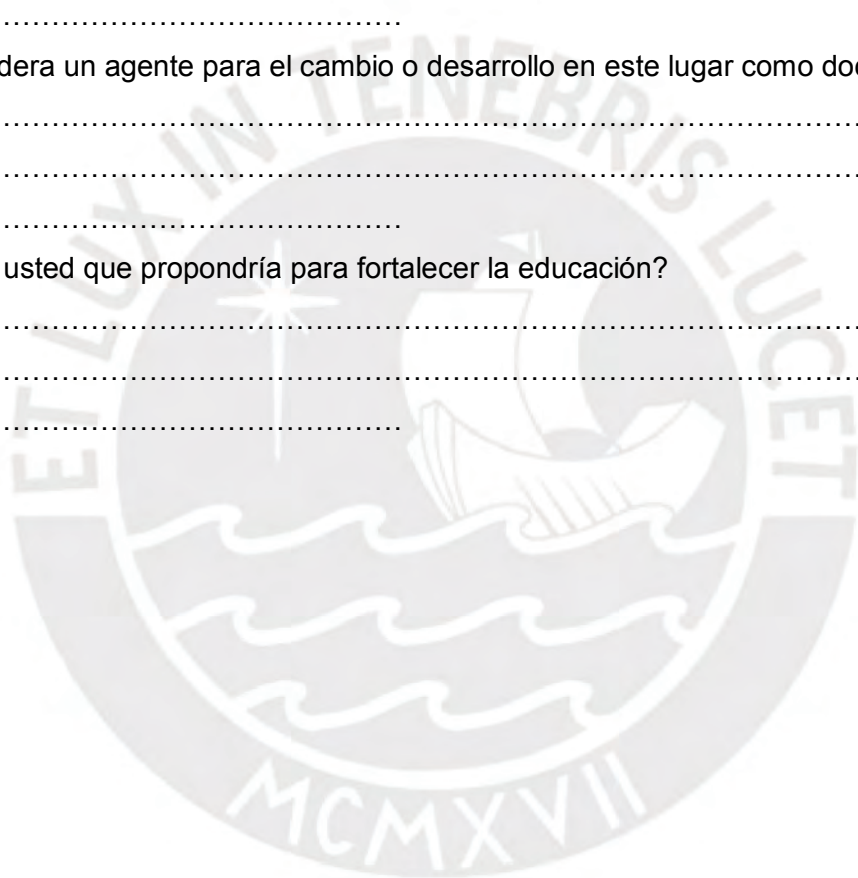 ……………………………………
dera un agente para el cambio o desarrollo en este lugar como doc
………………………………………………………………………………
………………………………………………………………………………
……………………………………
usted que propondría para fortalecer la educación?
………………………………………………………………………………
………………………………………………………………………………
……………………………………
ET LUX IN TENEBRIS LUCET
MCMXVII